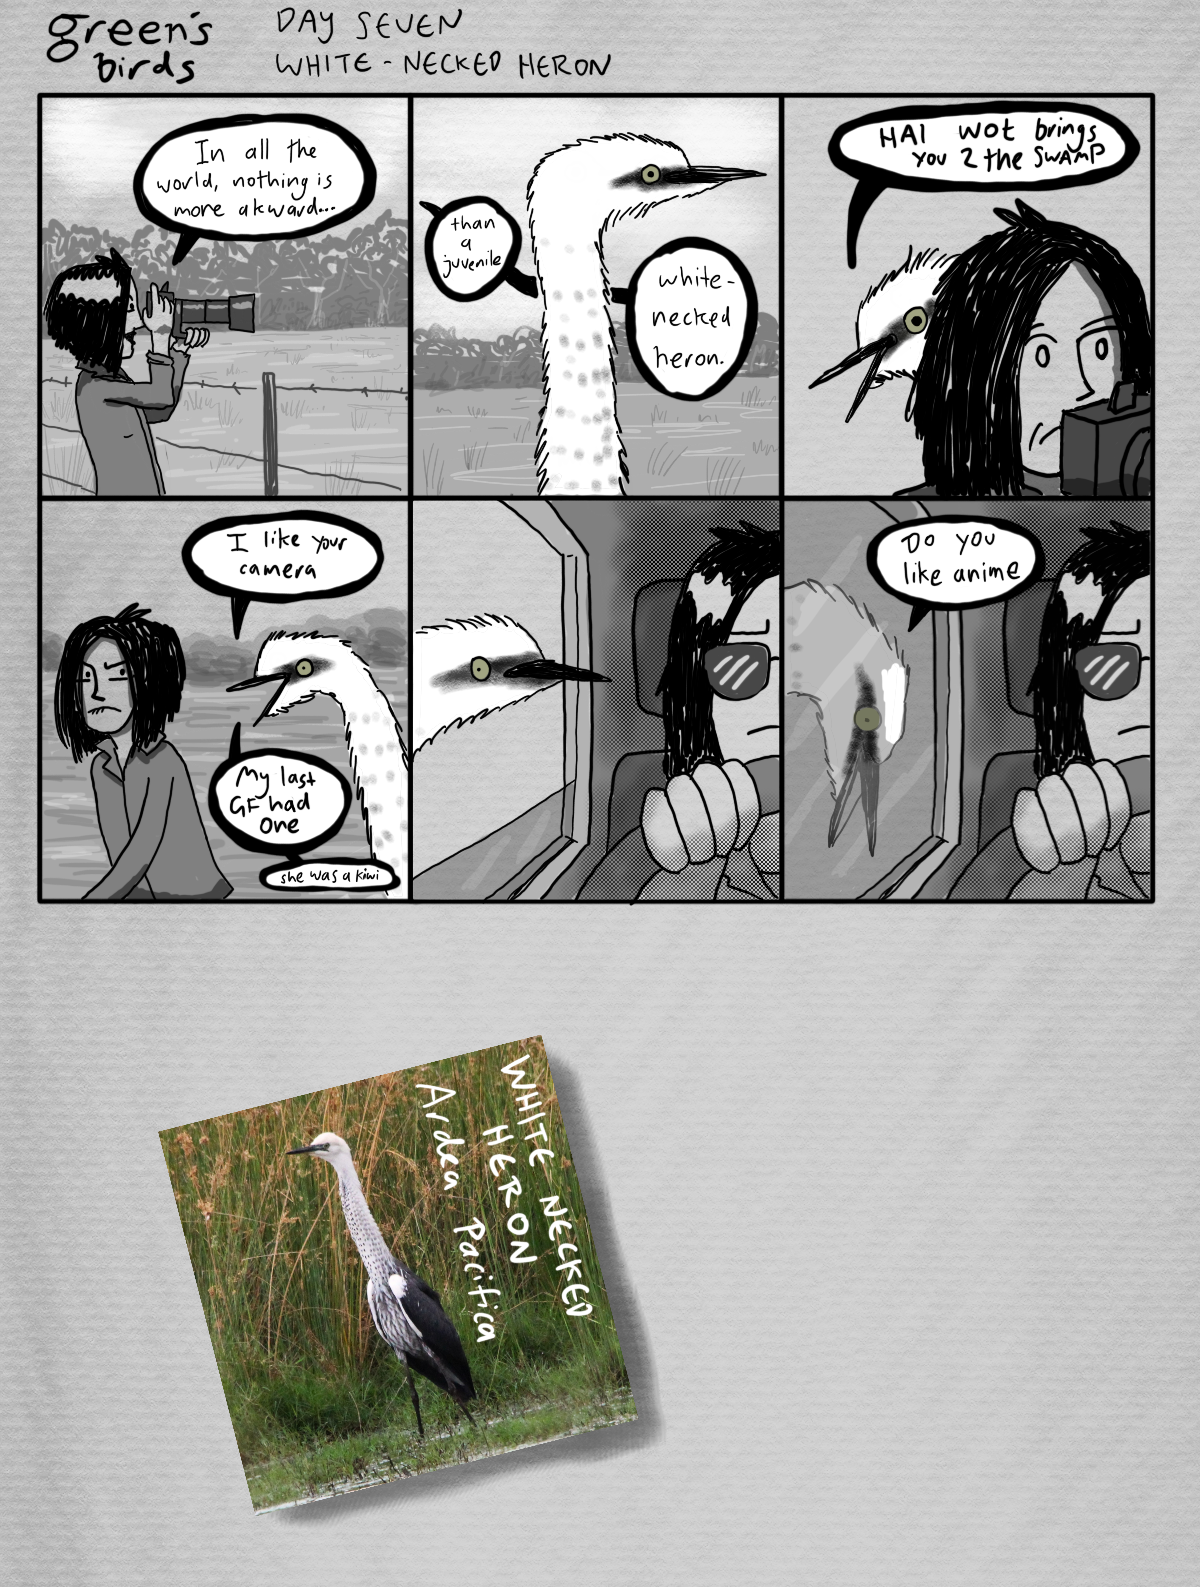 green's
birds
DAY SEVEN
WHITE-NECKED HERON
In all the
world, nothing is
more akward...
than
a
juvenile
white-
necked
heron.
HAI wot brings
you 2 the SWAMP
I like your
camera
My last
GF had
one
she was a kiwi
Do you
like anime
WHITE NECKED
HERON
Ardea Pacifica